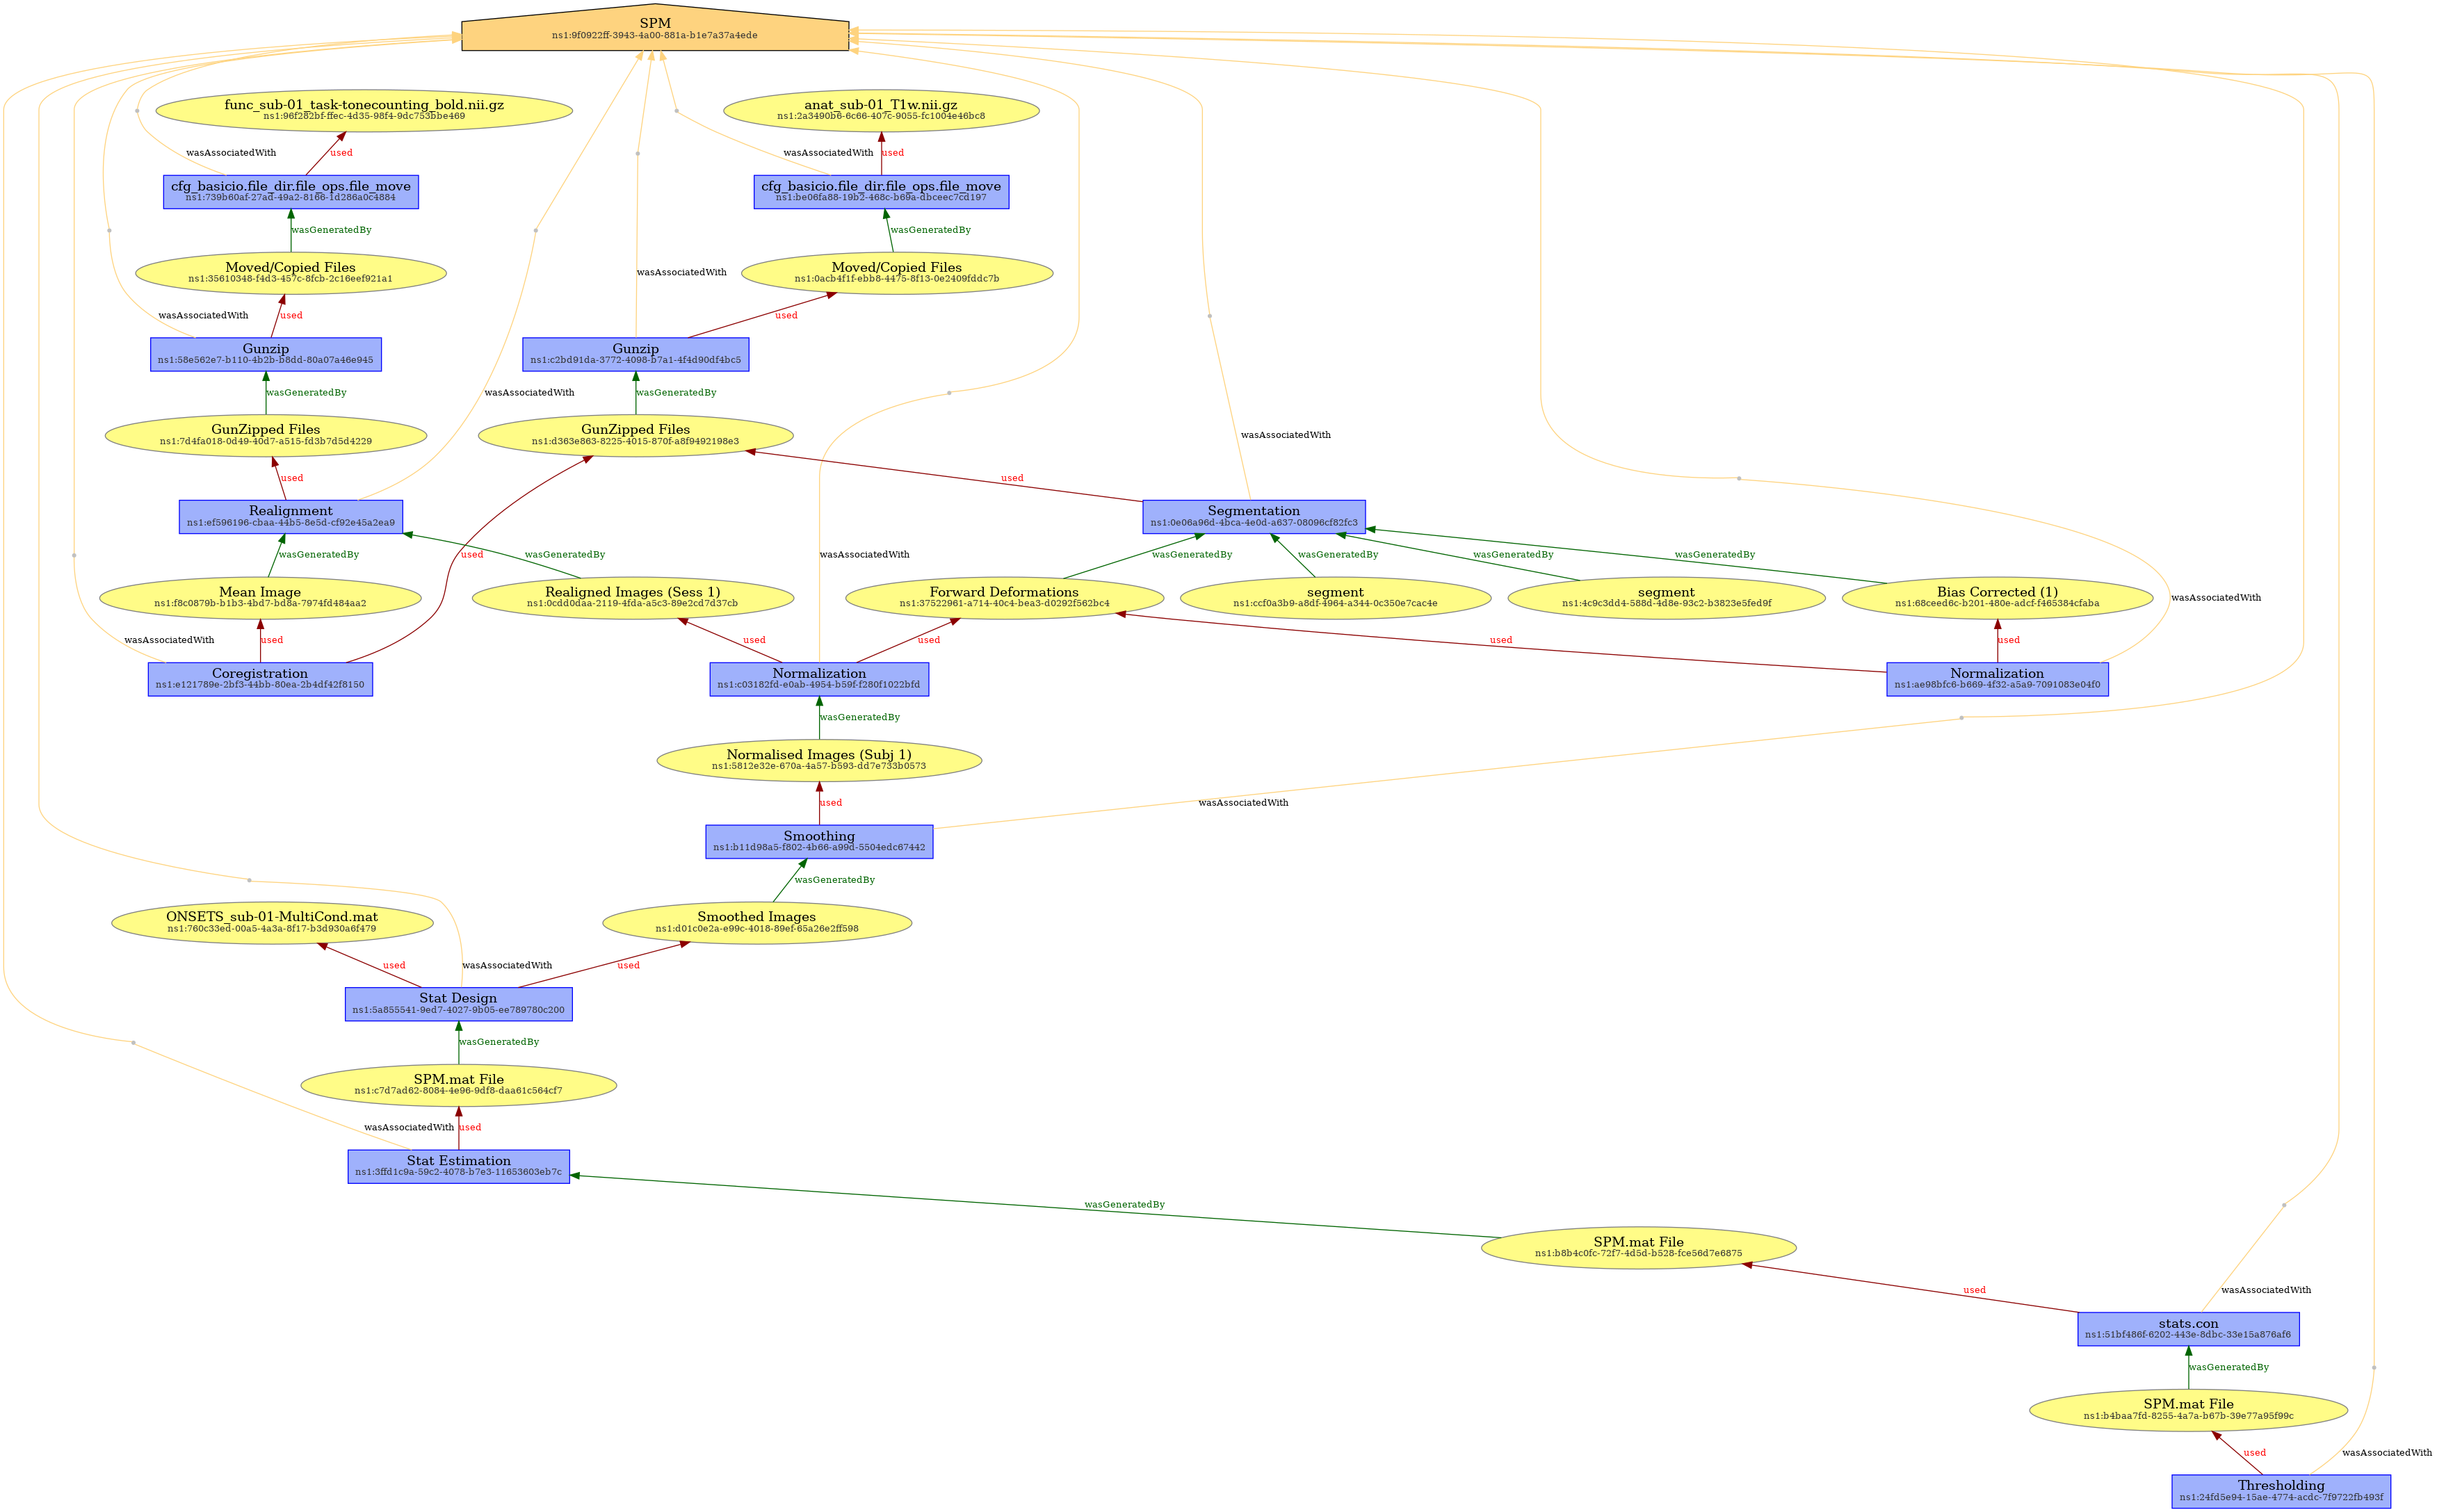 SPM
ns1:9f0922ff-3943-4a00-881a-b1e7a37a4ede
func_sub-01_task-tonecounting_bold.nii.gz
ns1:96f282bf-ffec-4d35-98f4-9dc753bbe469
anat_sub-01_T1w.nii.gz
ns1:2a3490b6-6c66-407c-9055-fc1004e46bc8
wasAssociatedWith
used
wasAssociatedWith
used
cfg_basicio.file_dir.file_ops.file_move
ns1:739b60af-27ad-49a2-8166-1d286a0c4884
cfg_basicio.file_dir.file_ops.file_move
ns1:be06fa88-19b2-468c-b69a-dbceec7cd197
wasGeneratedBy
wasGeneratedBy
Moved/Copied Files
ns1:35610348-f4d3-457c-8fcb-2c16eef921a1
wasAssociatedWith
Moved/Copied Files
ns1:0acb4f1f-ebb8-4475-8f13-0e2409fddc7b
wasAssociatedWith
used
used
Gunzip
ns1:58e562e7-b110-4b2b-b8dd-80a07a46e945
Gunzip
ns1:c2bd91da-3772-4098-b7a1-4f4d90df4bc5
wasGeneratedBy
wasAssociatedWith
wasGeneratedBy
GunZipped Files
ns1:7d4fa018-0d49-40d7-a515-fd3b7d5d4229
GunZipped Files
ns1:d363e863-8225-4015-870f-a8f9492198e3
wasAssociatedWith
used
used
Realignment
ns1:ef596196-cbaa-44b5-8e5d-cf92e45a2ea9
Segmentation
ns1:0e06a96d-4bca-4e0d-a637-08096cf82fc3
wasGeneratedBy
used
wasGeneratedBy
wasAssociatedWith
wasGeneratedBy
wasGeneratedBy
wasGeneratedBy
wasGeneratedBy
Mean Image
ns1:f8c0879b-b1b3-4bd7-bd8a-7974fd484aa2
Realigned Images (Sess 1)
ns1:0cdd0daa-2119-4fda-a5c3-89e2cd7d37cb
Forward Deformations
ns1:37522961-a714-40c4-bea3-d0292f562bc4
segment
ns1:ccf0a3b9-a8df-4964-a344-0c350e7cac4e
segment
ns1:4c9c3dd4-588d-4d8e-93c2-b3823e5fed9f
Bias Corrected (1)
ns1:68ceed6c-b201-480e-adcf-f465384cfaba
wasAssociatedWith
wasAssociatedWith
used
used
used
used
used
Coregistration
ns1:e121789e-2bf3-44bb-80ea-2b4df42f8150
Normalization
ns1:c03182fd-e0ab-4954-b59f-f280f1022bfd
Normalization
ns1:ae98bfc6-b669-4f32-a5a9-7091083e04f0
wasGeneratedBy
Normalised Images (Subj 1)
ns1:5812e32e-670a-4a57-b593-dd7e733b0573
used
wasAssociatedWith
Smoothing
ns1:b11d98a5-f802-4b66-a99d-5504edc67442
wasGeneratedBy
ONSETS_sub-01-MultiCond.mat
ns1:760c33ed-00a5-4a3a-8f17-b3d930a6f479
Smoothed Images
ns1:d01c0e2a-e99c-4018-89ef-65a26e2ff598
used
wasAssociatedWith
used
Stat Design
ns1:5a855541-9ed7-4027-9b05-ee789780c200
wasGeneratedBy
SPM.mat File
ns1:c7d7ad62-8084-4e96-9df8-daa61c564cf7
wasAssociatedWith
used
Stat Estimation
ns1:3ffd1c9a-59c2-4078-b7e3-11653603eb7c
wasGeneratedBy
SPM.mat File
ns1:b8b4c0fc-72f7-4d5d-b528-fce56d7e6875
used
wasAssociatedWith
stats.con
ns1:51bf486f-6202-443e-8dbc-33e15a876af6
wasGeneratedBy
SPM.mat File
ns1:b4baa7fd-8255-4a7a-b67b-39e77a95f99c
used
wasAssociatedWith
Thresholding
ns1:24fd5e94-15ae-4774-acdc-7f9722fb493f